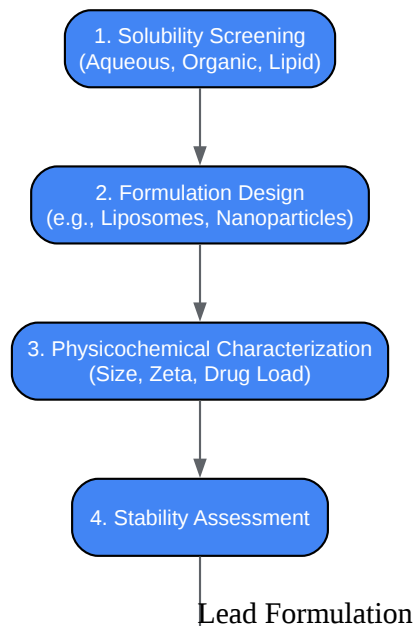 1. Solubility Screening
(Aqueous, Organic, Lipid)
2. Formulation Design
(e.g., Liposomes, Nanoparticles)
3. Physicochemical Characterization
(Size, Zeta, Drug Load)
4. Stability Assessment
Lead Formulation